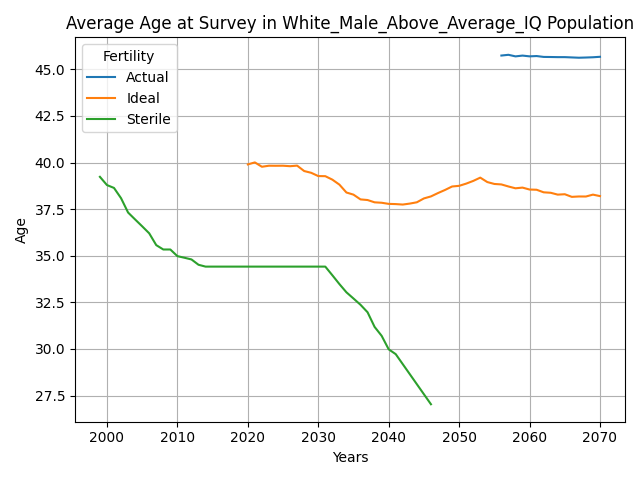 Average Age at Survey in White_Male_Above_Average_IQ Population
Fertility
Actual
Ideal
Sterile
45.0
42.5
40.0
37.5
35.0
32.5
30.0
27.5
Age
2000 2010 2020 2030 2040 2050 2060 2070
Years